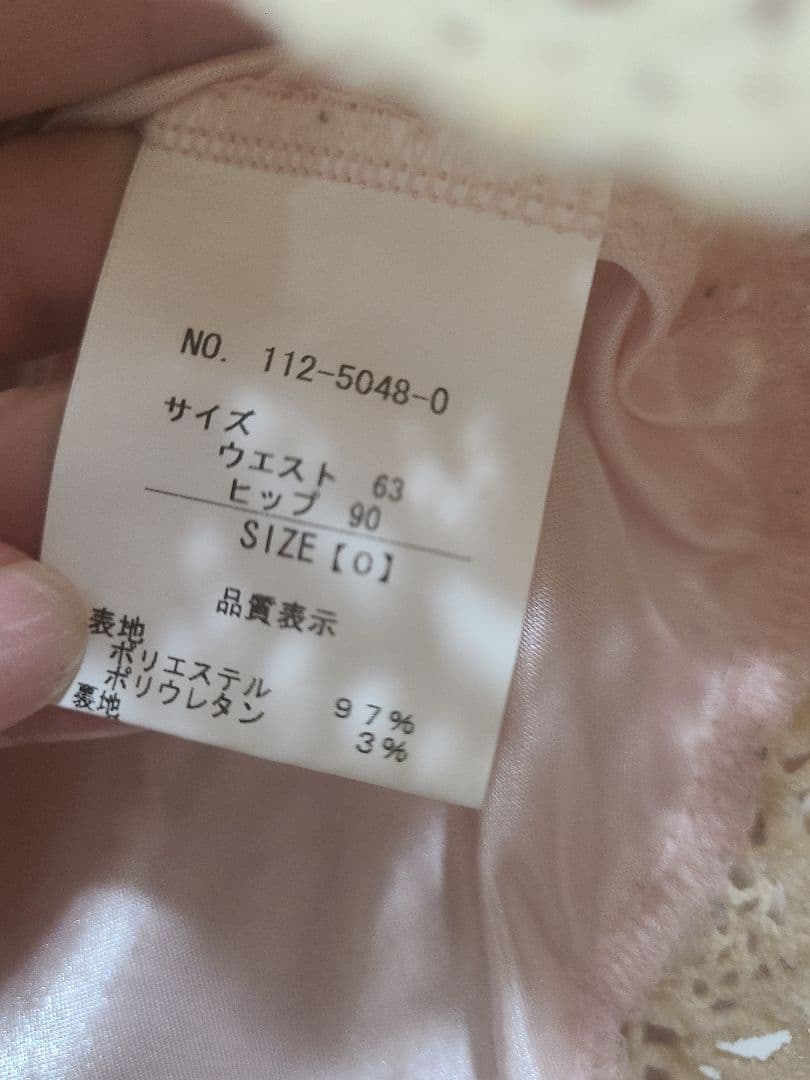 NO. 112-5048-0
サイズ
ウエスト 63
ヒップ 90
SIZE【0】
品質表示
表地
ポリエステル 97%
ポリウレタン 3%
裏地